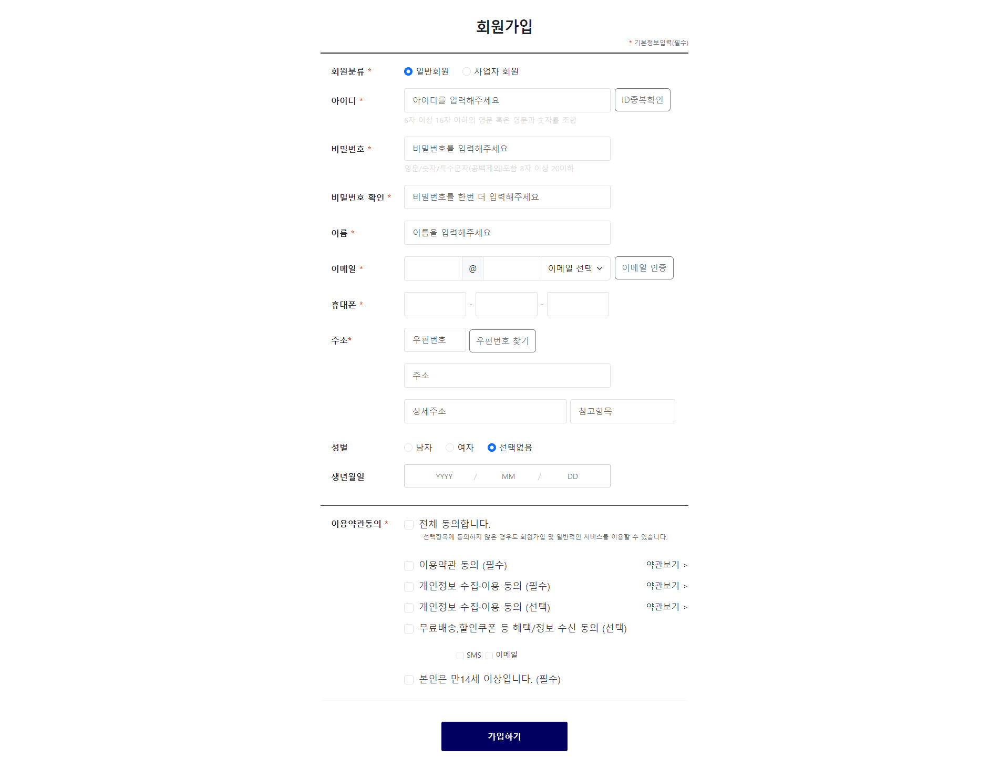 회원가입
* 기본정보입력(필수)
회원분류 * 일반회원 사업자 회원
아이디 * 아이디를 입력해주세요 ID중복확인
6자 이상 16자 이하의 영문 혹은 영문과 숫자를 조합
비밀번호 * 비밀번호를 입력해주세요
영문/숫자/특수문자(공백제외)포함 8자 이상 20이하
비밀번호 확인 * 비밀번호를 한번 더 입력해주세요
이름 * 이름을 입력해주세요
이메일 * @ 이메일 선택 이메일 인증
휴대폰 * - -
주소* 우편번호 우편번호 찾기
주소
상세주소 참고항목
성별 남자 여자 선택없음
생년월일 YYYY / MM / DD
이용약관동의 * 전체 동의합니다.
선택항목에 동의하지 않은 경우도 회원가입 및 일반적인 서비스를 이용할 수 있습니다.
이용약관 동의 (필수) 약관보기 >
개인정보 수집·이용 동의 (필수) 약관보기 >
개인정보 수집·이용 동의 (선택) 약관보기 >
무료배송,할인쿠폰 등 혜택/정보 수신 동의 (선택)
SMS 이메일
본인은 만14세 이상입니다. (필수)
가입하기